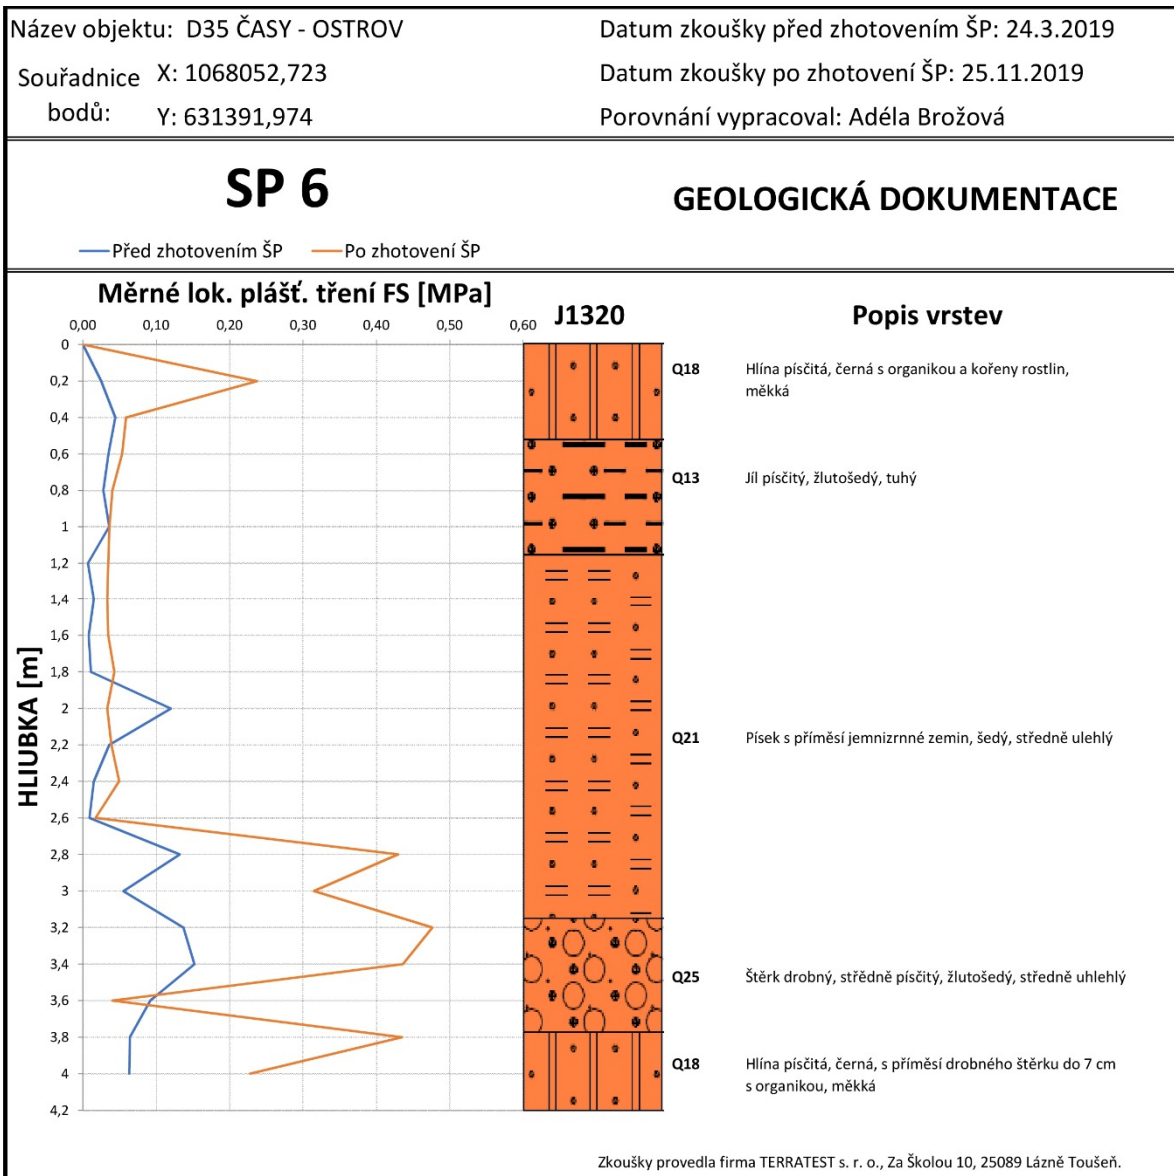 Název objektu: D35 ČASY - OSTROV
Datum zkoušky před zhotovením ŠP: 24.3.2019
Souřadnice bodů:
X: 1068052,723
Datum zkoušky po zhotovení ŠP: 25.11.2019
Y: 631391,974
Porovnání vypracoval: Adéla Brožová
SP 6
GEOLOGICKÁ DOKUMENTACE
Před zhotovením ŠP
Po zhotovení ŠP
Měrné lok. plášť. tření FS [MPa]
J1320
Popis vrstev
0,00 0,10 0,20 0,30 0,40 0,50 0,60
HLIUBKA [m]
0
0,2
0,4
0,6
0,8
1
1,2
1,4
1,6
1,8
2
2,2
2,4
2,6
2,8
3
3,2
3,4
3,6
3,8
4
4,2
Q18 Hlína písčitá, černá s organikou a kořeny rostlin,
měkká
Q13 Jíl písčitý, žlutošedý, tuhý
Q21 Písek s příměsí jemnizrnné zemin, šedý, středně ulehlý
Q25 Štěrk drobný, střědně písčitý, žlutošedý, středně uhlehlý
Q18 Hlína písčitá, černá, s příměsí drobného štěrku do 7 cm
s organikou, měkká
Zkoušky provedla firma TERRATEST s. r. o., Za Školou 10, 25089 Lázně Toušeň.